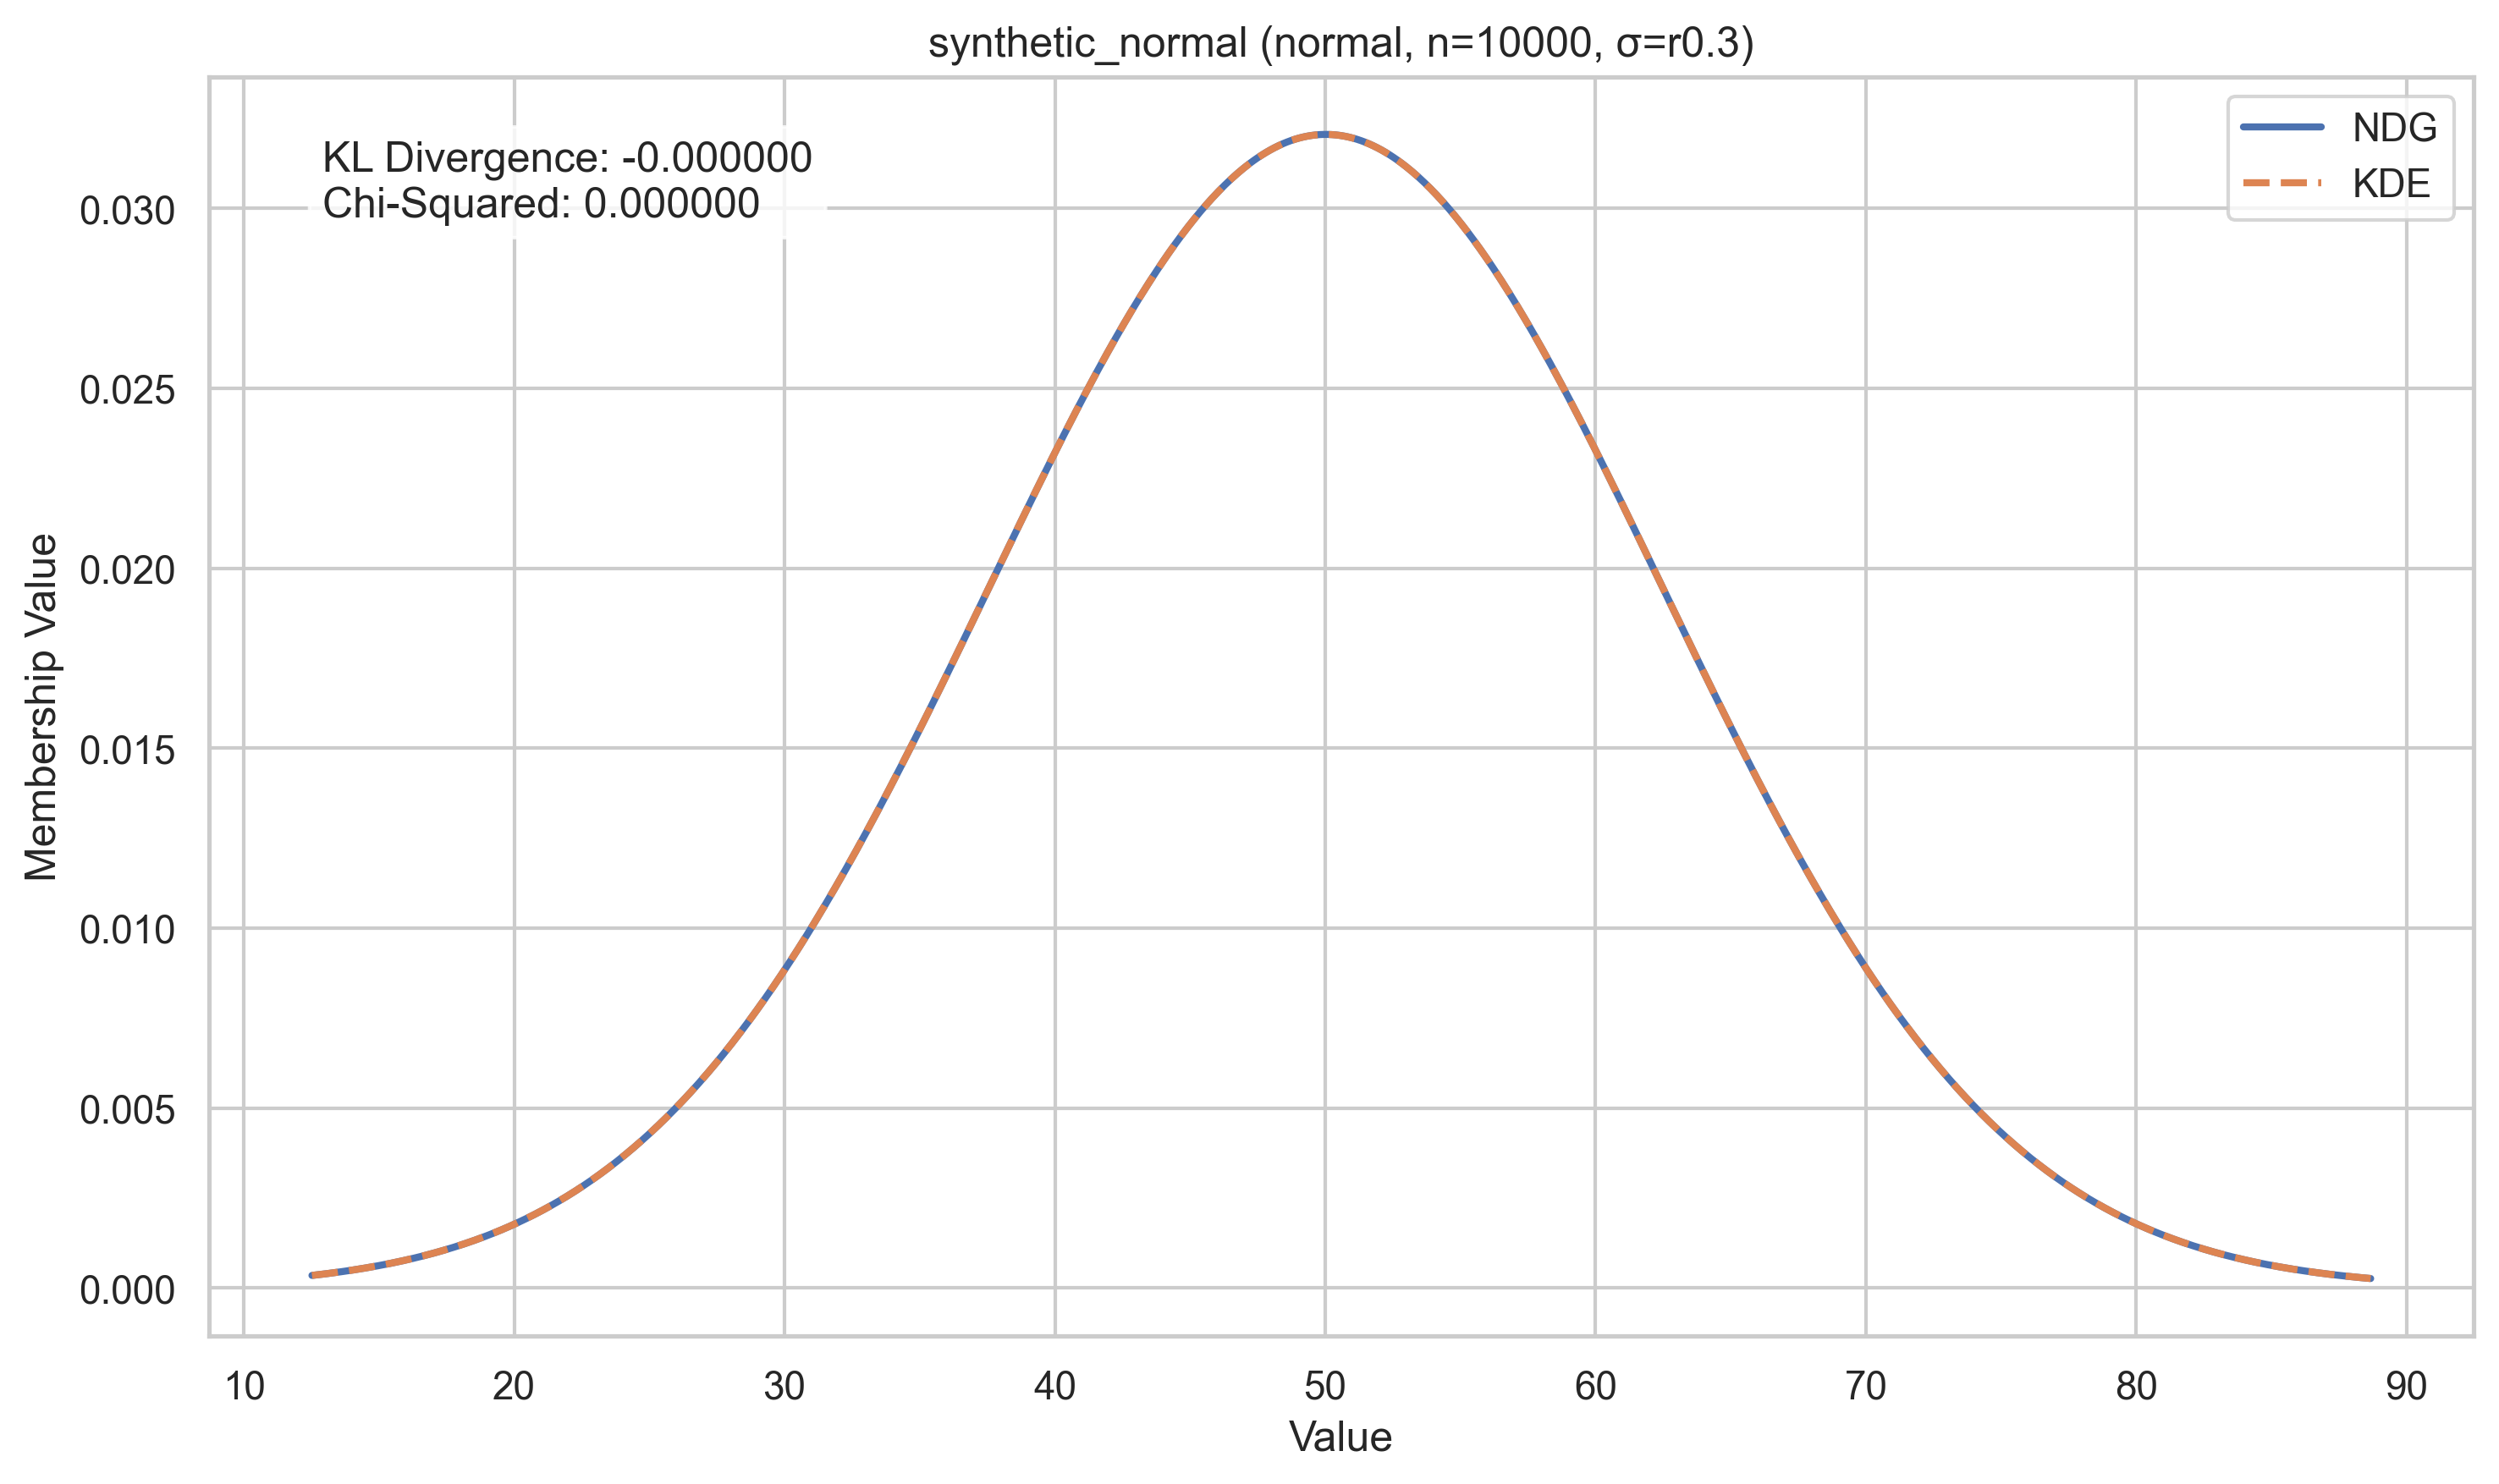 synthetic_normal (normal, n=10000, σ=r0.3)
KL Divergence: -0.000000
Chi-Squared: 0.000000
NDG
KDE
Membership Value
0.030
0.025
0.020
0.015
0.010
0.005
0.000
10 20 30 40 50 60 70 80 90
Value